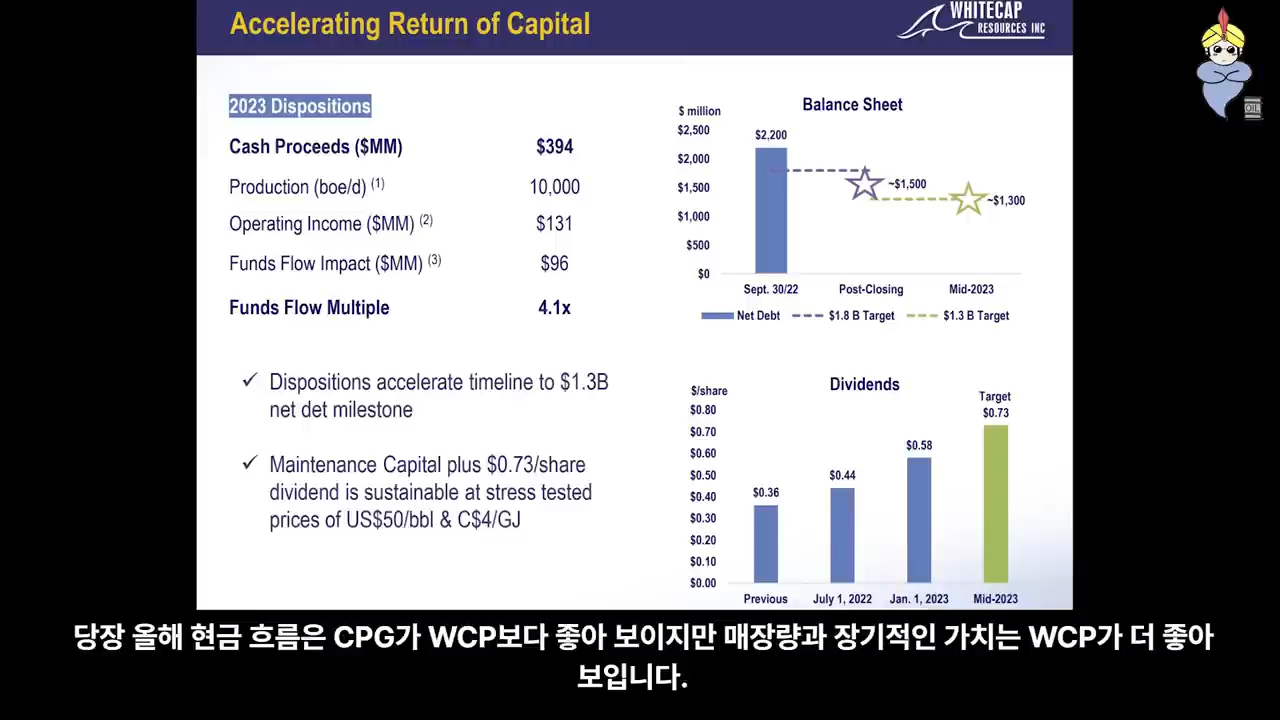 Accelerating Return of Capital
WHITECAP
RESOURCES INC
OIL
2023 Dispositions
Cash Proceeds ($MM) $394
Production (boe/d) (1) 10,000
Operating Income ($MM) (2) $131
Funds Flow Impact ($MM) (3) $96
Funds Flow Multiple 4.1x
✓ Dispositions accelerate timeline to $1.3B
net det milestone
✓ Maintenance Capital plus $0.73/share
dividend is sustainable at stress tested
prices of US$50/bbl & C$4/GJ
Balance Sheet
$ million
$2,500
$2,000
$1,500
$1,000
$500
$0
$2,200
~$1,500
~$1,300
Sept. 30/22 Post-Closing Mid-2023
Net Debt $1.8 B Target $1.3 B Target
Dividends
$/share
$0.80
$0.70
$0.60
$0.50
$0.40
$0.30
$0.20
$0.10
$0.00
$0.36
$0.44
$0.58
Target
$0.73
Previous July 1, 2022 Jan. 1, 2023 Mid-2023
당장 올해 현금 흐름은 CPG가 WCP보다 좋아 보이지만 매장량과 장기적인 가치는 WCP가 더 좋아
보입니다.